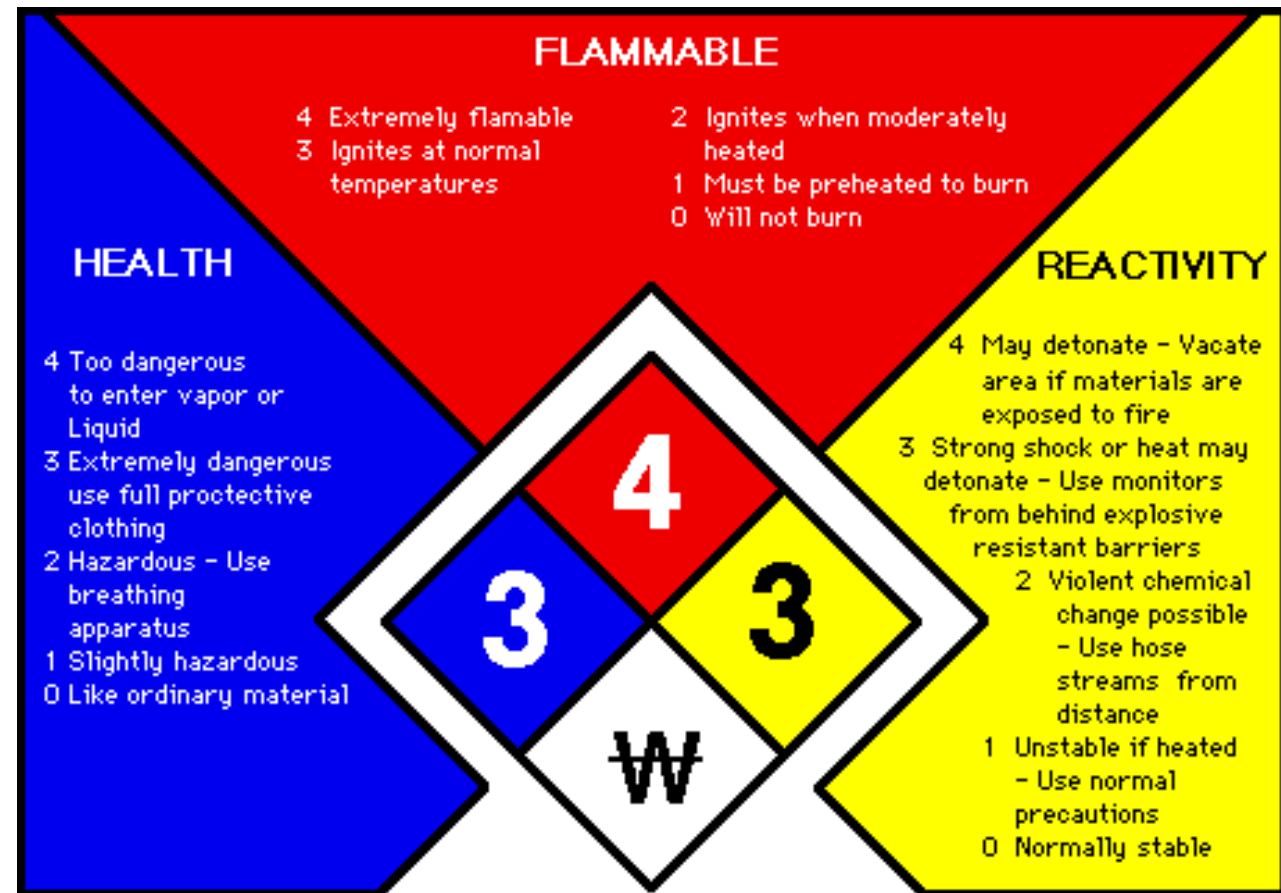 FLAMMABLE
4 Extremely flamable
3 Ignites at normal
temperatures
2 Ignites when moderately
heated
1 Must be preheated to burn
0 Will not burn
HEALTH
4 Too dangerous
to enter vapor or
Liquid
3 Extremely dangerous
use full proctective
clothing
2 Hazardous - Use
breathing
apparatus
1 Slightly hazardous
0 Like ordinary material
REACTIVITY
4 May detonate - Vacate
area if materials are
exposed to fire
3 Strong shock or heat may
detonate - Use monitors
from behind explosive
resistant barriers
2 Violent chemical
change possible
- Use hose
streams from
distance
1 Unstable if heated
- Use normal
precautions
0 Normally stable
4
3
3
W